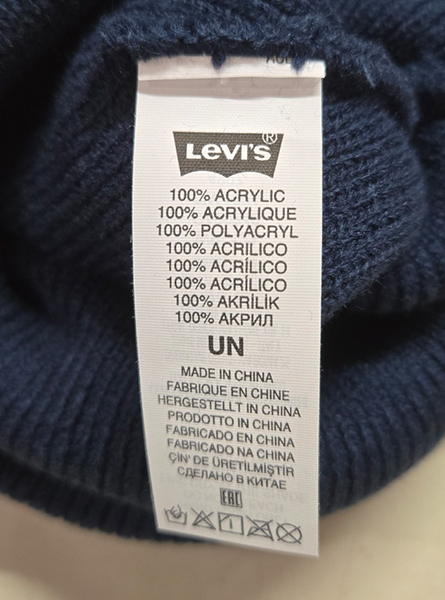 LEVI'S®
100% ACRYLIC
100% ACRYLIQUE
100% POLYACRYL
100% ACRILICO
100% ACRÍLICO
100% ACRÍLICO
100% AKRİLİK
100% АКРИЛ
UN
MADE IN CHINA
FABRIQUE EN CHINE
HERGESTELLT IN CHINA
PRODOTTO IN CHINA
FABRICADO EN CHINA
FABRICADO NA CHINA
ÇIN' DE ÜRETİLMİŞTİR
СДЕЛАНО В КИТАЕ
EAC